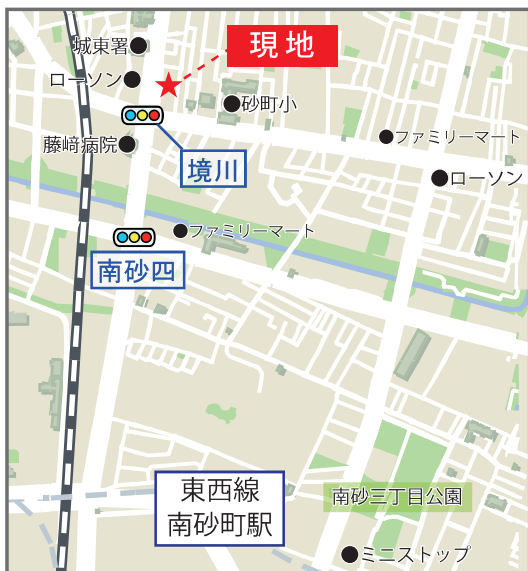 現地
城東署
ローソン
砂町小
藤﨑病院
境川
ファミリーマート
ローソン
ファミリーマート
南砂四
東西線
南砂町駅
南砂三丁目公園
ミニストップ